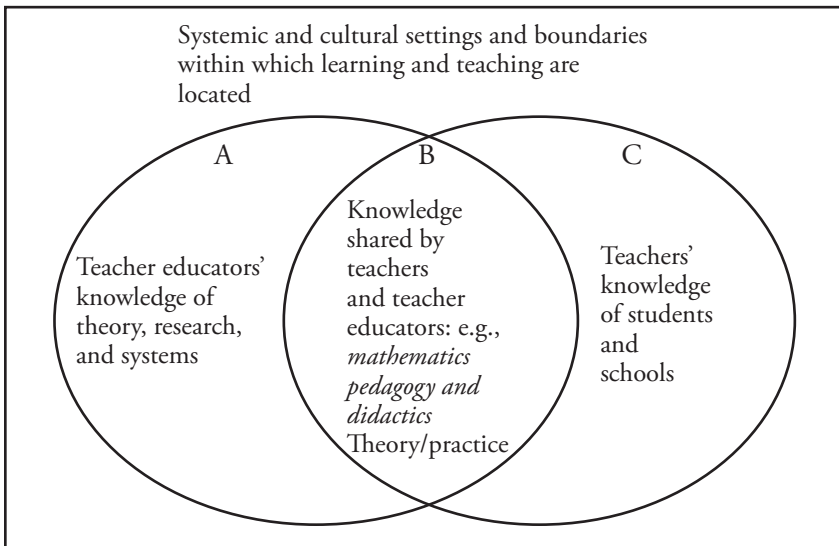 Systemic and cultural settings and boundaries
within which learning and teaching are
located
A
B
C
Teacher educators’
knowledge of
theory, research,
and systems
Knowledge
shared by
teachers
and teacher
educators: e.g.,
mathematics
pedagogy and
didactics
Theory/practice
Teachers’
knowledge
of students
and
schools